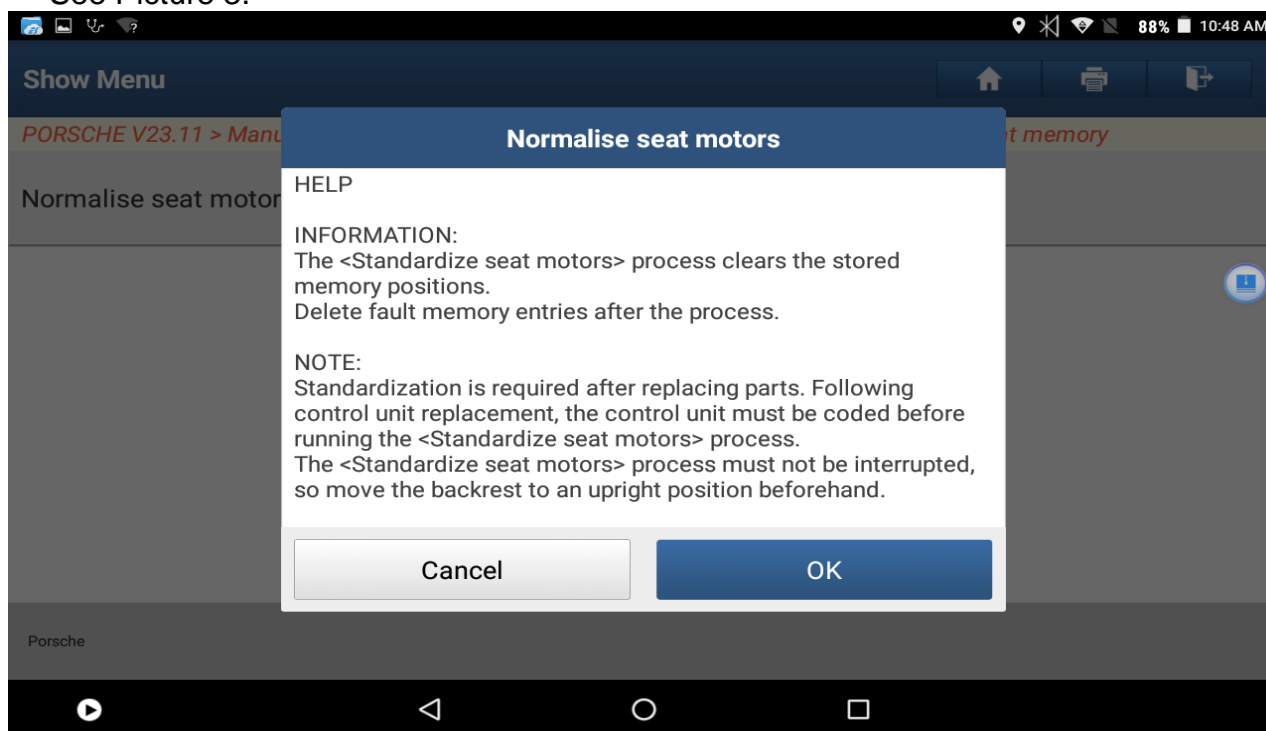 88% 10:48 AM
Show Menu
PORSCHE V23.11 > Manu
t memory
Normalise seat motor
Normalise seat motors
HELP
INFORMATION:
The <Standardize seat motors> process clears the stored
memory positions.
Delete fault memory entries after the process.
NOTE:
Standardization is required after replacing parts. Following
control unit replacement, the control unit must be coded before
running the <Standardize seat motors> process.
The <Standardize seat motors> process must not be interrupted,
so move the backrest to an upright position beforehand.
Cancel
OK
Porsche